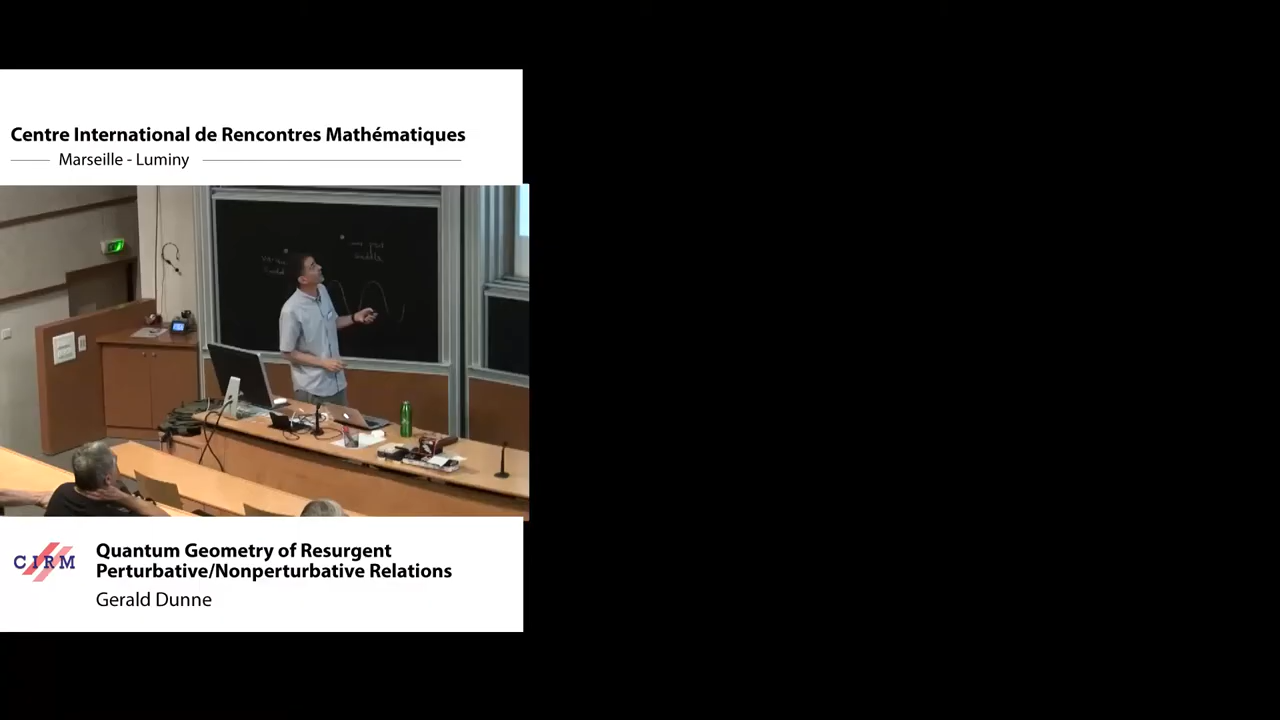 Centre International de Rencontres Mathématiques
Marseille - Luminy
CIRM
Quantum Geometry of Resurgent
Perturbative/Nonperturbative Relations
Gerald Dunne